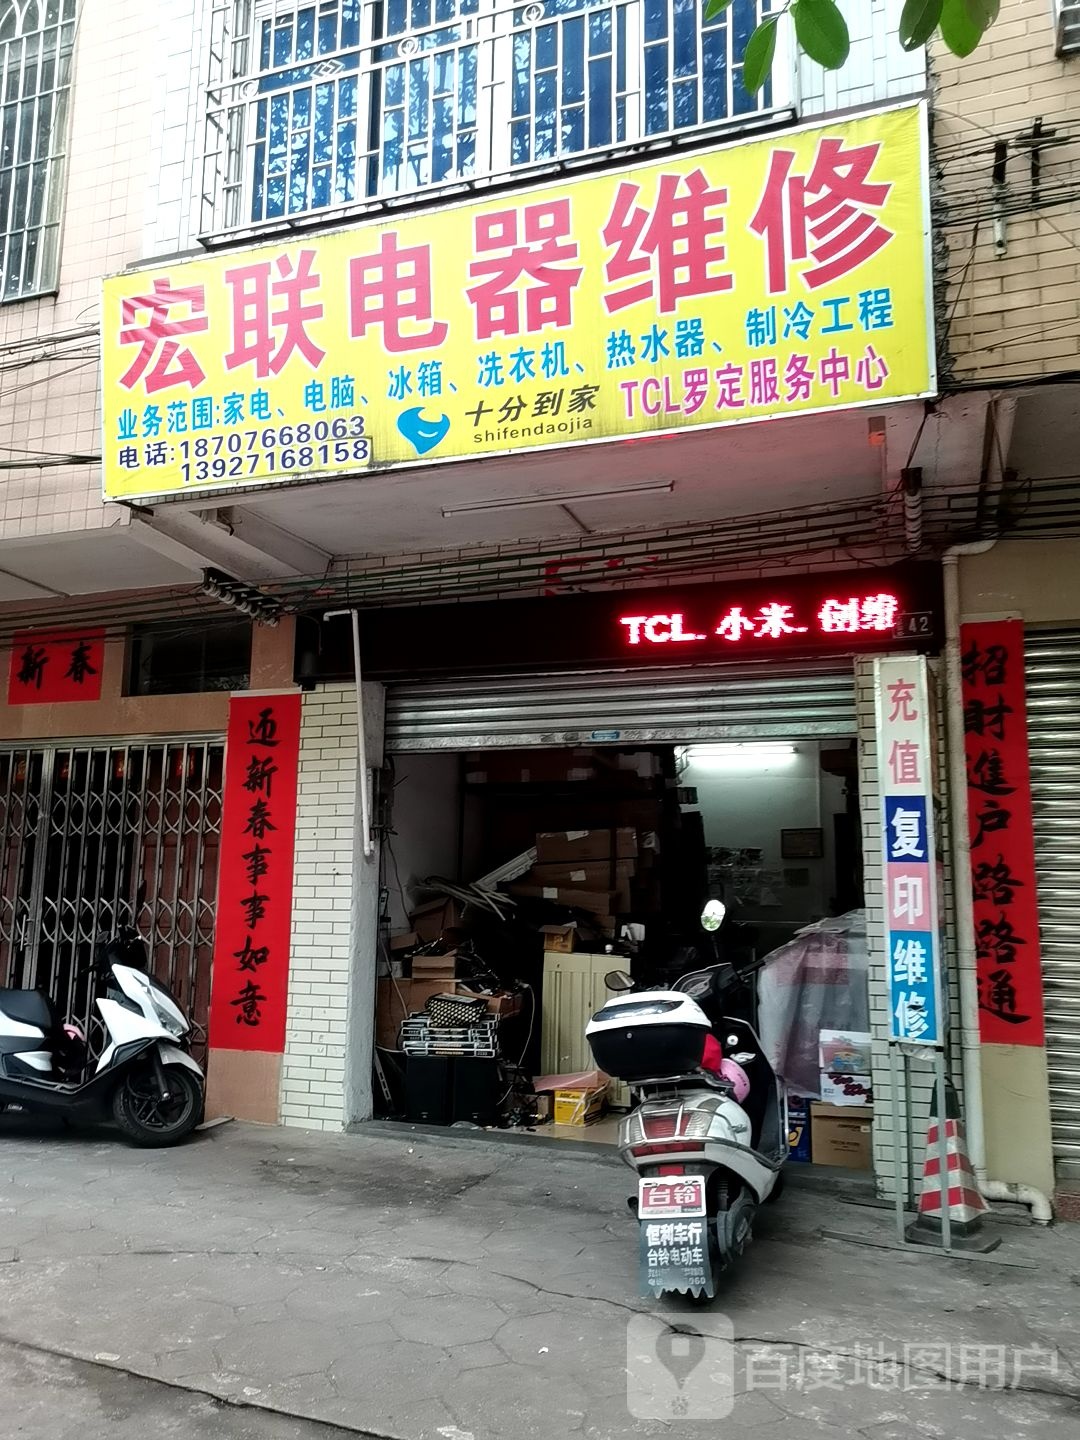 宏联电器维修
业务范围:家电、电脑、冰箱、洗衣机、热水器、制冷工程
电话:18707668063
13927168158
十分到家
shifendaojia
TCL罗定服务中心
TCL.小米.创维
42
新春
迎新春事事如意
招财进户路路通
充值
复印
维修
台铃
恒利车行
台铃电动车
百度地图用户